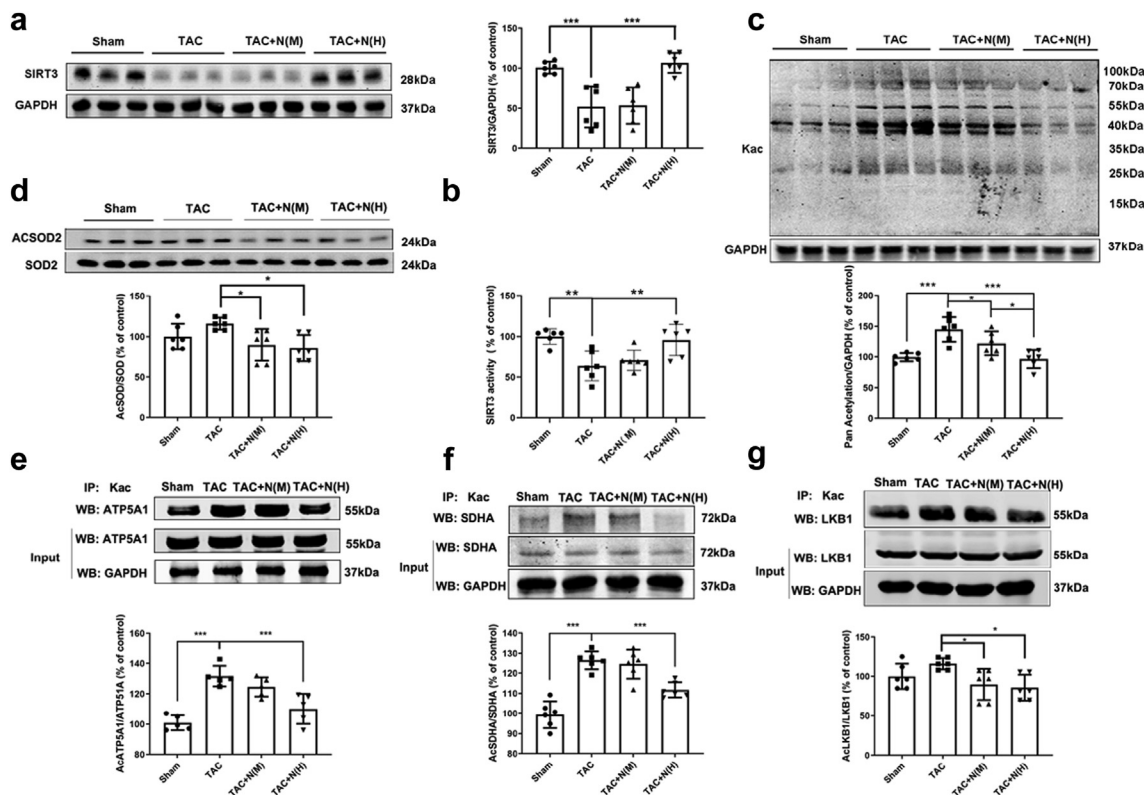 a
Sham TAC TAC+N(M) TAC+N(H)
SIRT3 28kDa
GAPDH 37kDa
*** ***
SIRT3/GAPDH (% of control)
150
100
50
0
Sham TAC TAC+N(M) TAC+N(H)
c
Sham TAC TAC+N(M) TAC+N(H)
Kac
100kDa
70kDa
55kDa
40kDa
35kDa
25kDa
15kDa
GAPDH 37kDa
*** *** * *
Pan Acetylation/GAPDH (% of control)
200
150
100
50
0
Sham TAC TAC+N(M) TAC+N(H)
d
Sham TAC TAC+N(M) TAC+N(H)
ACSOD2 24kDa
SOD2 24kDa
* *
AcSOD/SOD (% of control)
150
100
50
0
Sham TAC TAC+N(M) TAC+N(H)
b
** **
SIRT3 activity ( % of control)
150
100
50
0
Sham TAC TAC+N( M) TAC+N(H)
e
IP: Kac Sham TAC TAC+N(M) TAC+N(H)
WB: ATP5A1 55kDa
Input
WB: ATP5A1 55kDa
WB: GAPDH 37kDa
*** ***
AcATP5A1/ATP51A (% of control)
160
140
120
100
80
Sham TAC TAC+N(M) TAC+N(H)
f
IP: Kac Sham TAC TAC+N(M) TAC+N(H)
WB: SDHA 72kDa
Input
WB: SDHA 72kDa
WB: GAPDH 37kDa
*** ***
AcSDHA/SDHA (% of control)
140
130
120
110
100
90
80
Sham TAC TAC+N(M) TAC+N(H)
g
IP: Kac Sham TAC TAC+N(M) TAC+N(H)
WB: LKB1 55kDa
Input
WB: LKB1 55kDa
WB: GAPDH 37kDa
* *
AcLKB1/LKB1 (% of control)
150
100
50
0
Sham TAC TAC+N(M) TAC+N(H)